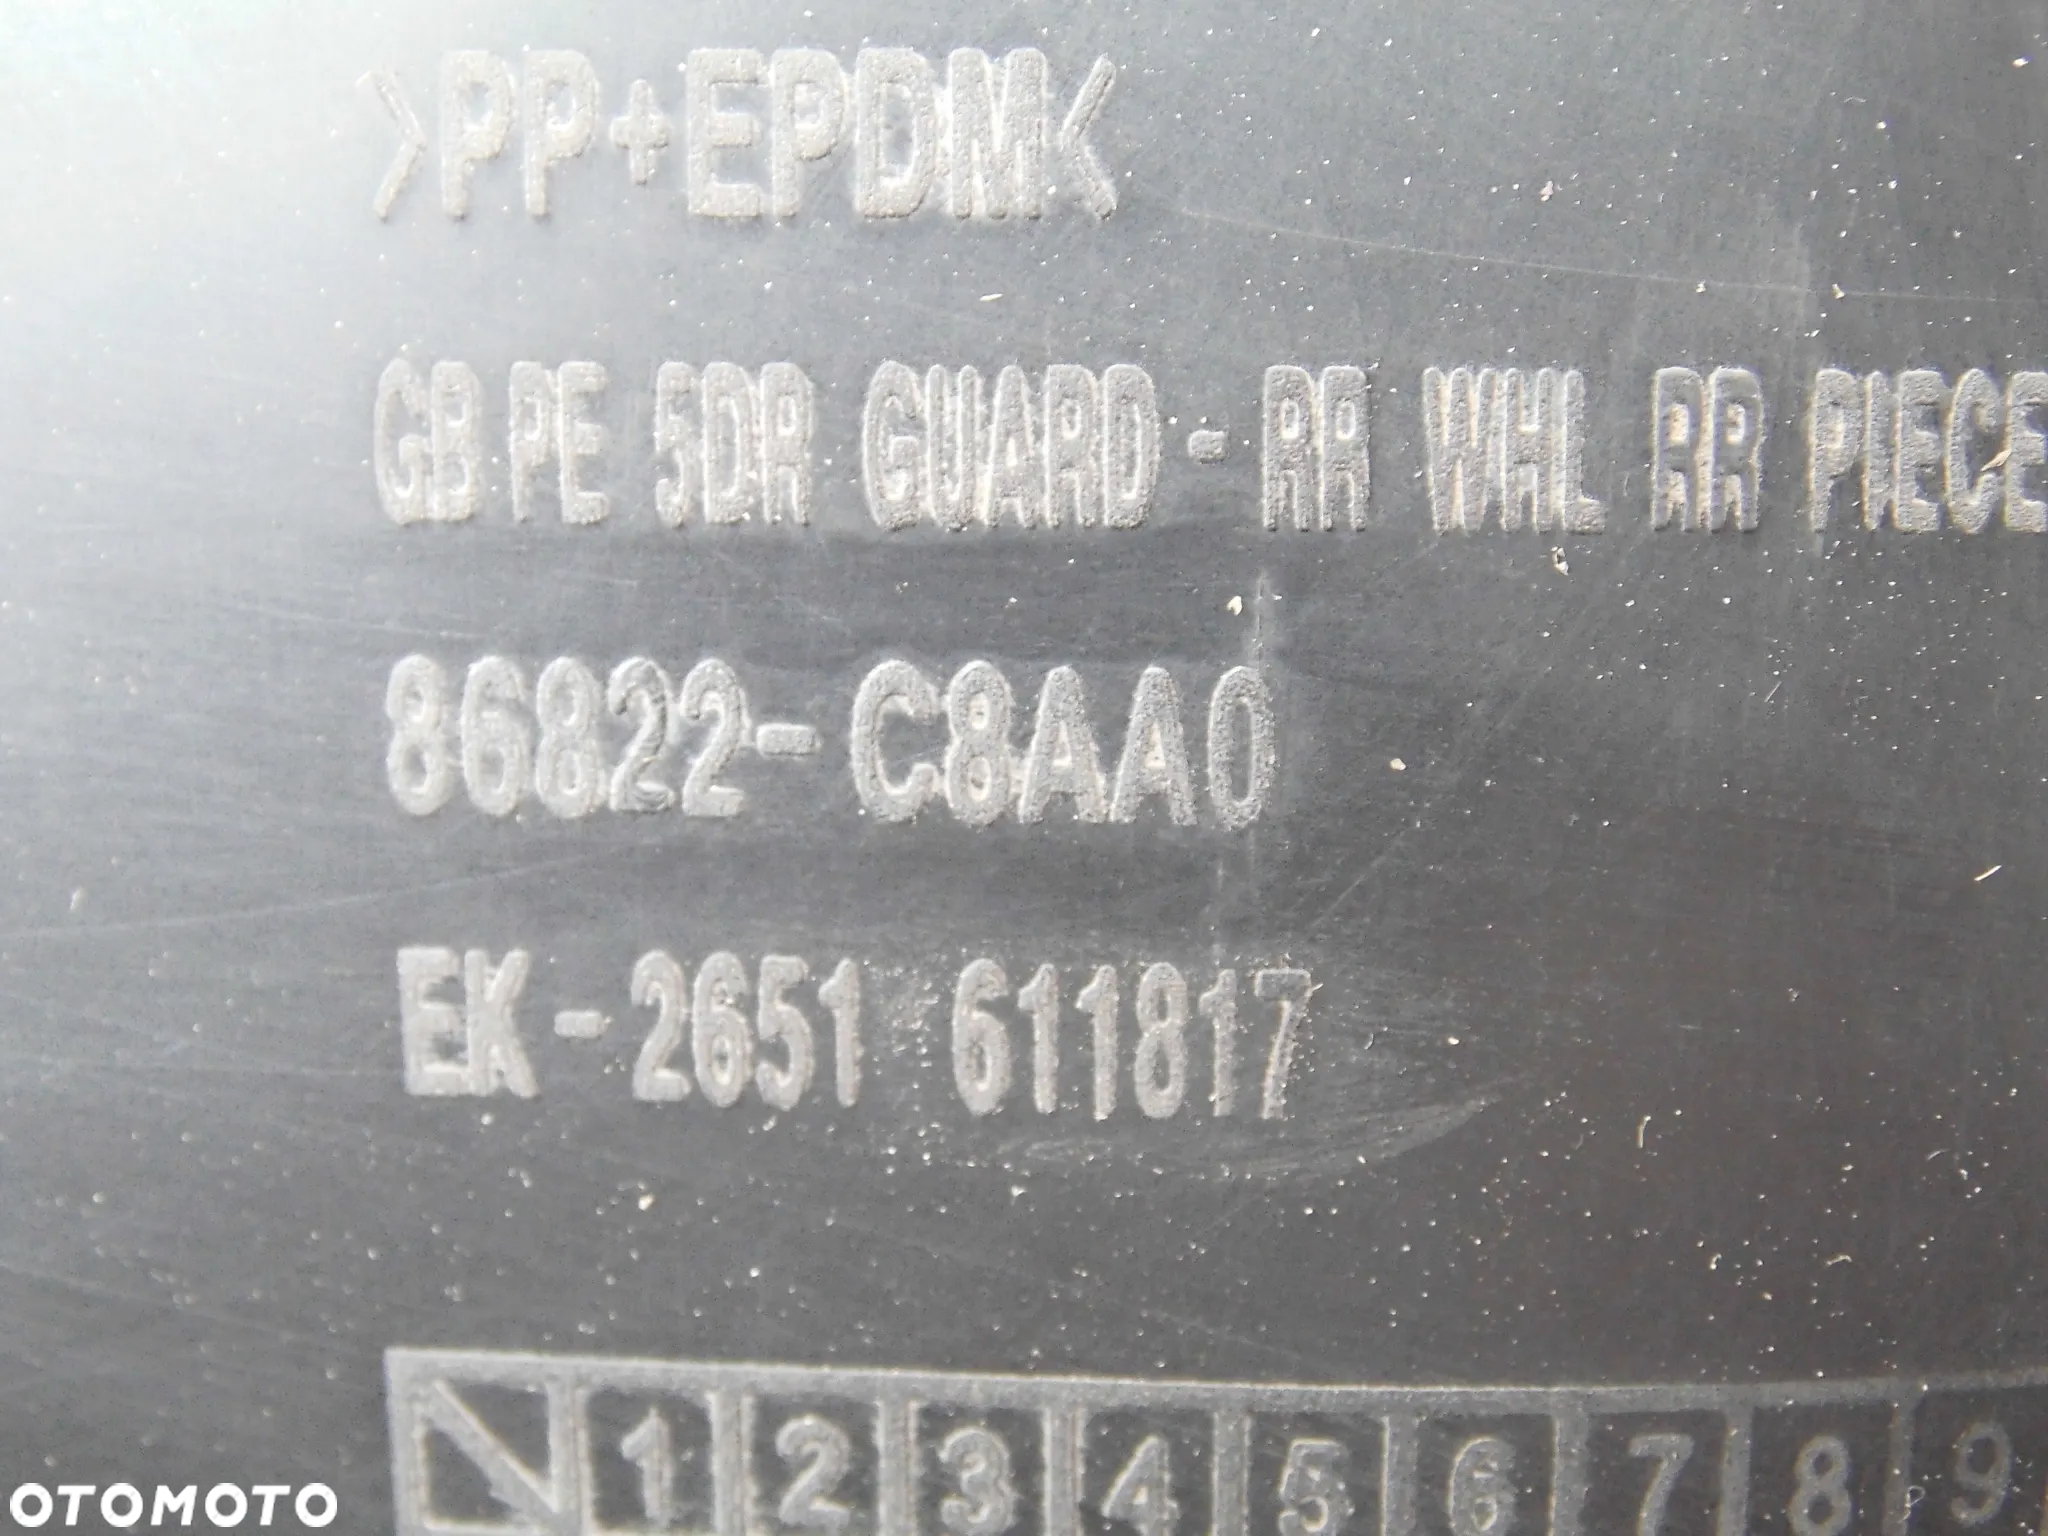 >PP+EPDM<
GB PE 5DR GUARD - RR WHL RR PIECE
86822-C8AA0
EK-2651 611817
1 2 3 4 5 6 7 8 9
OTOMOTO